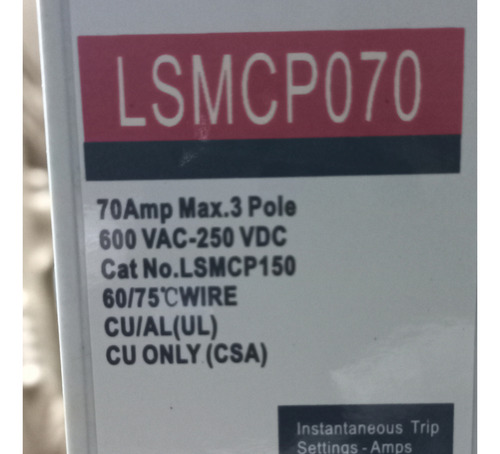 LSMCP070
70Amp Max.3 Pole
600 VAC-250 VDC
Cat No.LSMCP150
60/75℃WIRE
CU/AL(UL)
CU ONLY (CSA)
Instantaneous Trip
Settings - Amps